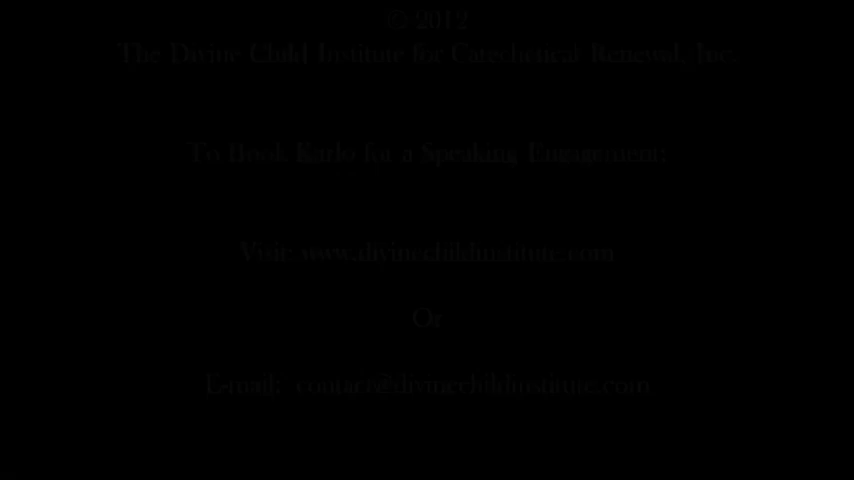 © 2012
The Divine Child Institute for Catechetical Renewal, Inc.
To Book Karlo for a Speaking Engagement:
Visit: www.divinechildinstitute.com
Or
E-mail: contact@divinechildinstitute.com